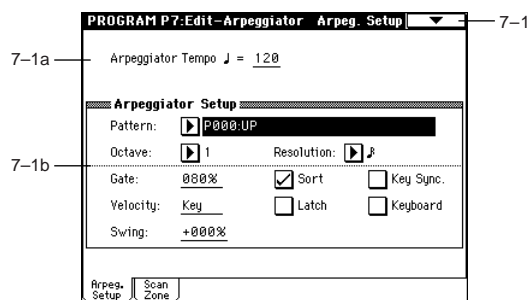 PROGRAM P7:Edit-Arpeggiator Arpeg. Setup
7–1
7–1a
Arpeggiator Tempo ♩ = 120
Arpeggiator Setup
Pattern: P000:UP
7–1b
Octave: 1 Resolution: ♪
Gate: 080% Sort Key Sync.
Velocity: Key Latch Keyboard
Swing: +000%
Arpeg. Setup Scan Zone